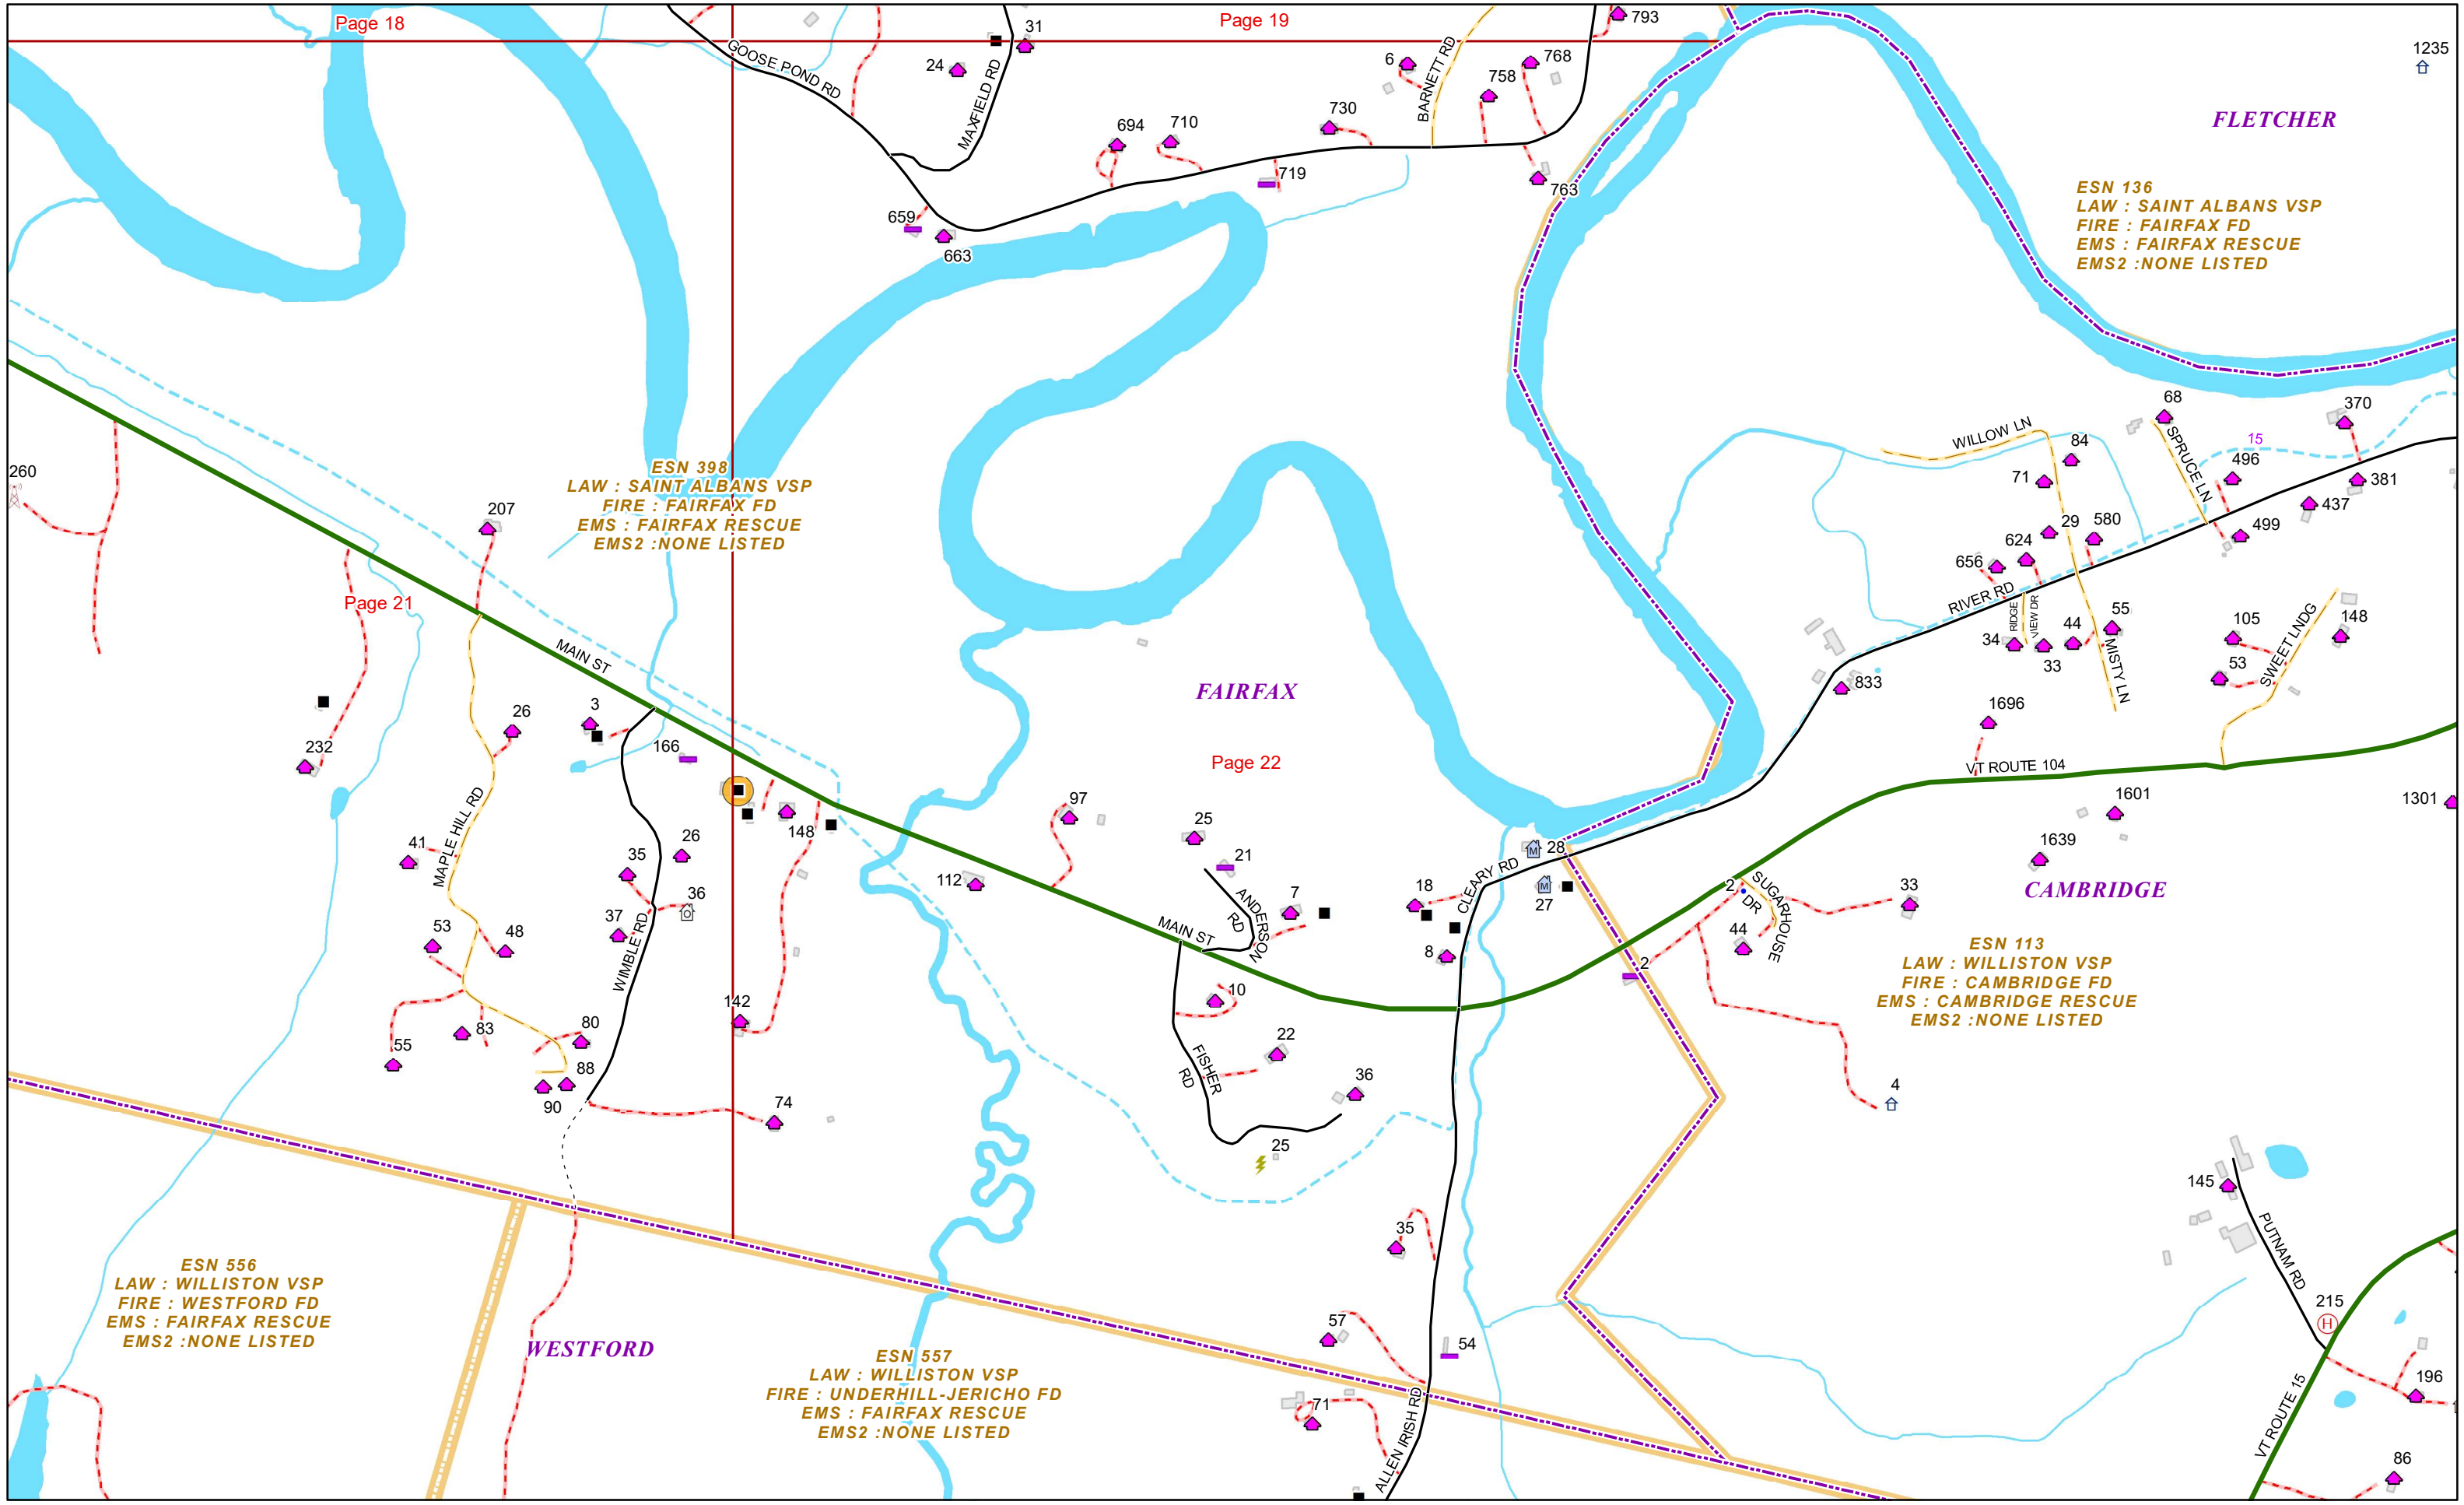 Page 18
Page 19
GOOSE POND RD
31
24
MAXFIELD RD
6
BARNETT RD
793
768
758
730
694
710
719
763
659
663
1235
FLETCHER
ESN 136
LAW : SAINT ALBANS VSP
FIRE : FAIRFAX FD
EMS : FAIRFAX RESCUE
EMS2 :NONE LISTED
260
207
ESN 398
LAW : SAINT ALBANS VSP
FIRE : FAIRFAX FD
EMS : FAIRFAX RESCUE
EMS2 :NONE LISTED
Page 21
MAIN ST
WILLOW LN
84
71
68
SPRUCE LN
15
370
496
381
437
499
29
580
624
656
RIVER RD
RIDGE
VIEW DR
34
33
44
55
MISTY LN
105
53
SWEET LNDG
148
833
1696
VT ROUTE 104
FAIRFAX
Page 22
232
26
3
166
148
MAPLE HILL RD
41
35
26
36
37
WIMBLE RD
53
48
83
80
55
88
90
142
74
97
112
25
21
ANDERSON
RD
7
MAIN ST
10
FISHER
RD
22
36
25
18
CLEARY RD
28
27
8
2
2
SUGARHOUSE
DR
44
33
4
1601
1639
1301
CAMBRIDGE
ESN 113
LAW : WILLISTON VSP
FIRE : CAMBRIDGE FD
EMS : CAMBRIDGE RESCUE
EMS2 :NONE LISTED
145
PUTNAM RD
215
H
VT ROUTE 15
196
86
35
57
54
71
ALLEN IRISH RD
ESN 556
LAW : WILLISTON VSP
FIRE : WESTFORD FD
EMS : FAIRFAX RESCUE
EMS2 :NONE LISTED
WESTFORD
ESN 557
LAW : WILLISTON VSP
FIRE : UNDERHILL-JERICHO FD
EMS : FAIRFAX RESCUE
EMS2 :NONE LISTED